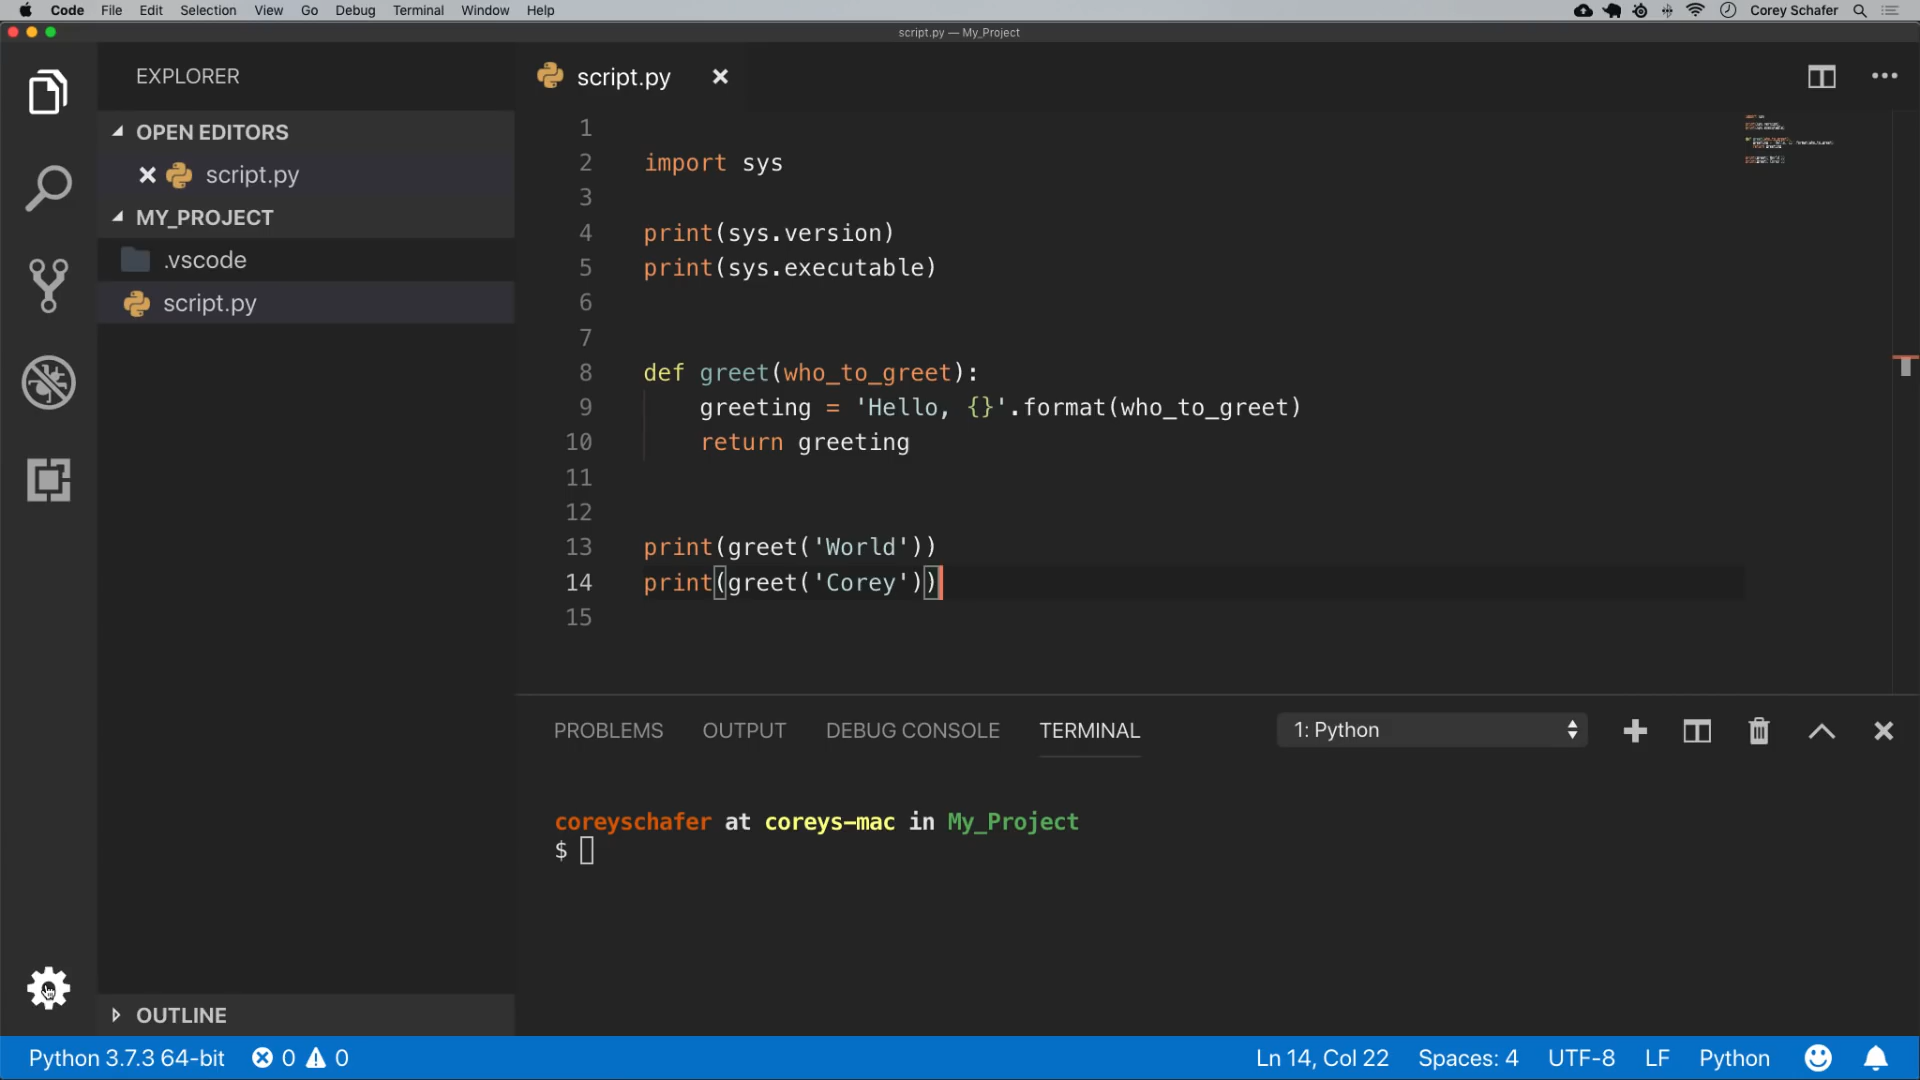 Code File Edit Selection View Go Debug Terminal Window Help Corey Schafer
script.py — My_Project
EXPLORER
OPEN EDITORS
script.py
MY_PROJECT
.vscode
script.py
OUTLINE
script.py
1
2 import sys
3
4 print(sys.version)
5 print(sys.executable)
6
7
8 def greet(who_to_greet):
9 greeting = 'Hello, {}'.format(who_to_greet)
10 return greeting
11
12
13 print(greet('World'))
14 print(greet('Corey'))
15
PROBLEMS OUTPUT DEBUG CONSOLE TERMINAL 1: Python
coreyschafer at coreys-mac in My_Project
$
Python 3.7.3 64-bit 0 0 Ln 14, Col 22 Spaces: 4 UTF-8 LF Python